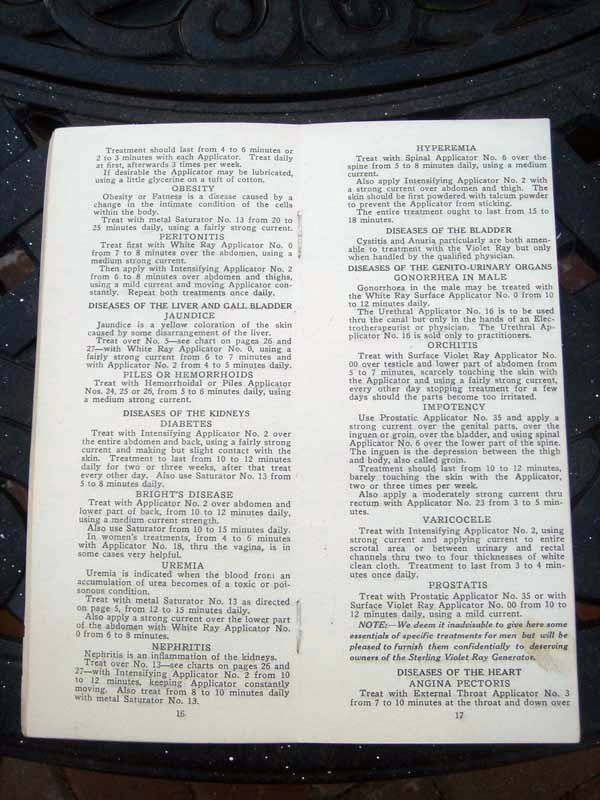 Treatment should last from 4 to 6 minutes or
2 to 3 minutes with each Applicator. Treat daily
at first, afterwards 3 times per week.
If desirable the Applicator may be lubricated,
using a little glycerine on a tuft of cotton.
OBESITY
Obesity or Fatness is a disease caused by a
change in the intimate condition of the cells
within the body.
Treat with metal Saturator No. 13 from 20 to
25 minutes daily, using a fairly strong current.
PERITONITIS
Treat first with White Ray Applicator No. 0
from 7 to 8 minutes over the abdomen, using a
medium strong current.
Then apply with Intensifying Applicator No. 2
from 6 to 8 minutes over abdomen and thighs,
using a mild current and moving Applicator con-
stantly. Repeat both treatments once daily.
DISEASES OF THE LIVER AND GALL BLADDER
JAUNDICE
Jaundice is a yellow coloration of the skin
caused by some disarrangement of the liver.
Treat over No. 5—see chart on pages 26 and
27—with White Ray Applicator No. 0, using a
fairly strong current from 6 to 7 minutes and
with Applicator No. 2 from 4 to 5 minutes daily.
PILES OR HEMORRHOIDS
Treat with Hemorrhoidal or Piles Applicator
Nos. 24, 25 or 26, from 5 to 6 minutes daily, using
a medium strong current.
DISEASES OF THE KIDNEYS
DIABETES
Treat with Intensifying Applicator No. 2 over
the entire abdomen and back, using a fairly strong
current and making but slight contact with the
skin. Treatment to last from 10 to 12 minutes
daily for two or three weeks, after that treat
every other day. Also use Saturator No. 13 from
5 to 8 minutes daily.
BRIGHT'S DISEASE
Treat with Applicator No. 2 over abdomen and
lower part of back, from 10 to 12 minutes daily,
using a medium current strength.
Also use Saturator from 10 to 15 minutes daily.
In women's treatments, from 4 to 6 minutes
with Applicator No. 18, thru the vagina, is in
some cases very helpful.
UREMIA
Uremia is indicated when the blood from an
accumulation of urea becomes of a toxic or poi-
sonous condition.
Treat with metal Saturator No. 13 as directed
on page 5, from 12 to 15 minutes daily.
Also apply a strong current over the lower part
of the abdomen with White Ray Applicator No.
0 from 6 to 8 minutes.
NEPHRITIS
Nephritis is an inflammation of the kidneys.
Treat over No. 13—see charts on pages 26 and
27—with Intensifying Applicator No. 2 from 10
to 12 minutes, keeping Applicator constantly
moving. Also treat from 8 to 10 minutes daily
with metal Saturator No. 13.
16
HYPEREMIA
Treat with Spinal Applicator No. 6 over the
spine from 5 to 8 minutes daily, using a medium
current.
Also apply Intensifying Applicator No. 2 with
a strong current over abdomen and thigh. The
skin should be first powdered with talcum powder
to prevent the Applicator from sticking.
The entire treatment ought to last from 15 to
18 minutes.
DISEASES OF THE BLADDER
Cystitis and Anuria particularly are both amen-
able to treatment with the Violet Ray but only
when handled by the qualified physician.
DISEASES OF THE GENITO-URINARY ORGANS
GONORRHEA IN MALE
Gonorrhoea in the male may be treated with
the White Ray Surface Applicator No. 0 from 10
to 12 minutes daily.
The Urethral Applicator No. 16 is to be used
thru the canal but only in the hands of an Elec-
trotherapeutist or physician. The Urethral Ap-
plicator No. 16 is sold only to practitioners.
ORCHITIS
Treat with Surface Violet Ray Applicator No.
00 over testicle and lower part of abdomen from
5 to 7 minutes, scarcely touching the skin with
the Applicator and using a fairly strong current,
every other day stopping treatment for a few
days should the parts become too irritated.
IMPOTENCY
Use Prostatic Applicator No. 35 and apply a
strong current over the genital parts, over the
inguen or groin, over the bladder, and using spinal
Applicator No. 6 over the lower part of the spine.
The inguen is the depression between the thigh
and body, also called groin.
Treatment should last from 10 to 12 minutes,
barely touching the skin with the Applicator,
two or three times per week.
Also apply a moderately strong current thru
rectum with Applicator No. 23 from 3 to 5 min-
utes.
VARICOCELE
Treat with Intensifying Applicator No. 2, using
strong current and applying current to entire
scrotal area or between urinary and rectal
channels thru two to four thicknesses of white
clean cloth. Treatment to last from 3 to 4 min-
utes once daily.
PROSTATIS
Treat with Prostatic Applicator No. 35 or with
Surface Violet Ray Applicator No. 00 from 10 to
12 minutes daily, using a mild current.
NOTE:—We deem it inadvisable to give here some
essentials of specific treatments for men but will be
pleased to furnish them confidentially to deserving
owners of the Sterling Violet Ray Generator.
DISEASES OF THE HEART
ANGINA PECTORIS
Treat with External Throat Applicator No. 3
from 7 to 10 minutes at the throat and down over
17